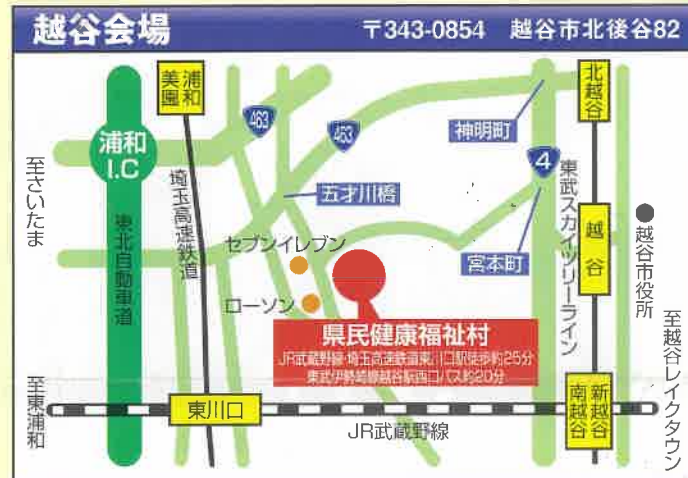 越谷会場
〒343-0854 越谷市北後谷82
浦和美園
北越谷
463
463
神明町
浦和I.C
4
至さいたま
埼玉高速鉄道
五才川橋
東武スカイツリーライン
東北自動車道
セブンイレブン
宮本町
越谷
越谷市役所
ローソン
県民健康福祉村
JR武蔵野線・埼玉高速鉄道東川口駅徒歩約25分
東武伊勢崎線越谷駅西口バス約20分
至越谷レイクタウン
至東浦和
東川口
JR武蔵野線
新越谷
南越谷